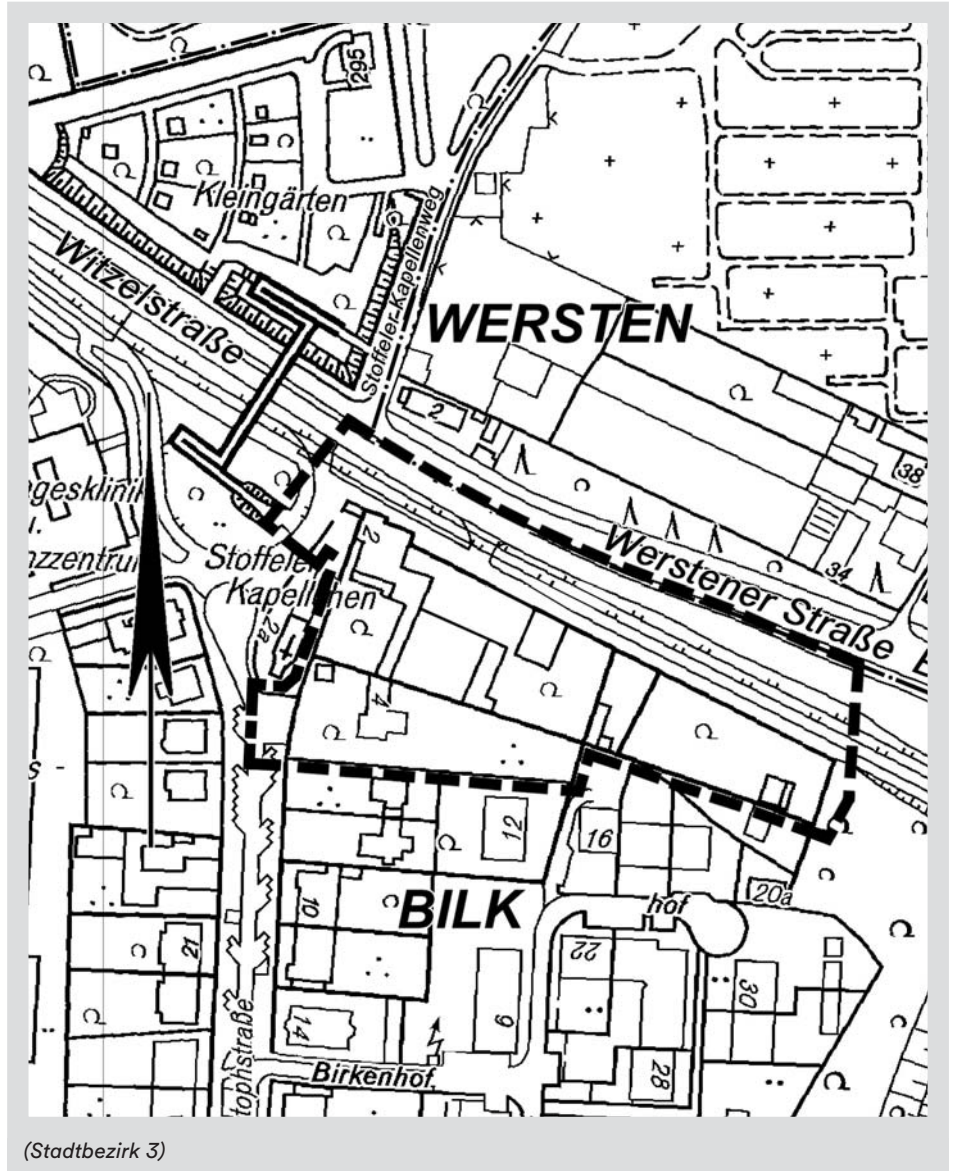 295
Kleingärten
Witzelstraße
Stoffeler-Kapellenweg
WERSTEN
2
38
34
Werstener Straße
Stoffeler
Kapellchen
2a
2
4
12
16
20a
BILK
hof
10
21
22
30
14
9
28
Birkenhof
(Stadtbezirk 3)